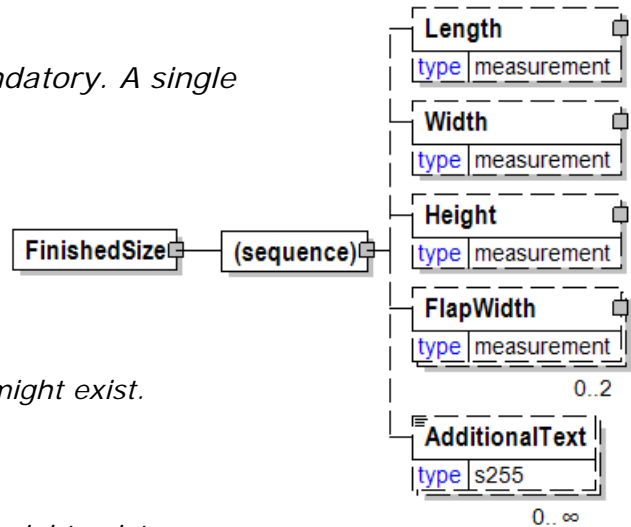 Length
type measurement
ndatory. A single
Width
type measurement
Height
FinishedSize (sequence)
type measurement
FlapWidth
type measurement
might exist.
0..2
AdditionalText
type s255
0.. ∞